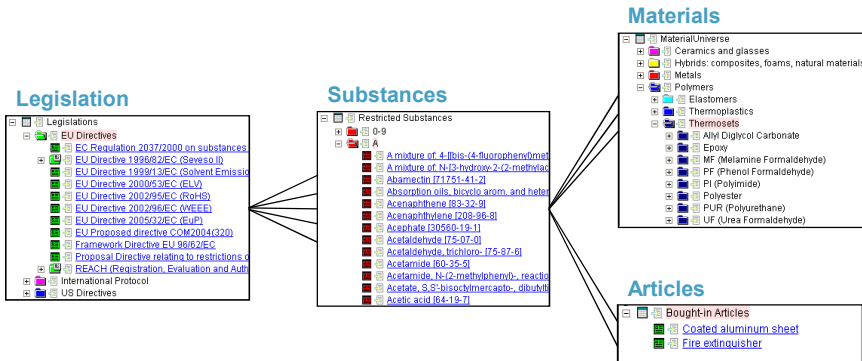 Legislation
Legislations
EU Directives
EC Regulation 2037/2000 on substances
EU Directive 1996/82/EC (Seveso II)
EU Directive 1999/13/EC (Solvent Emissio
EU Directive 2000/53/EC (ELV)
EU Directive 2002/95/EC (RoHS)
EU Directive 2002/96/EC (WEEE)
EU Directive 2005/32/EC (EuP)
EU Proposed directive COM2004(320)
Framework Directive EU 96/62/EC
Proposal Directive relating to restrictions o
REACH (Registration, Evaluation and Auth
International Protocol
US Directives
Substances
Restricted Substances
0-9
A
A mixture of: 4-[[bis-(4-fluorophenyl)met
A mixture of: N-[3-hydroxy-2-(2-methylac
Abamectin [71751-41-2]
Absorption oils, bicyclo arom. and heter
Acenaphthene [83-32-9]
Acenaphthylene [208-96-8]
Acephate [30560-19-1]
Acetaldehyde [75-07-0]
Acetaldehyde, trichloro- [75-87-6]
Acetamide [60-35-5]
Acetamide, N-(2-methylphenyl)-, reactio
Acetate, S,S'-bisoctylmercapto-, dibutylti
Acetic acid [64-19-7]
Materials
MaterialUniverse
Ceramics and glasses
Hybrids: composites, foams, natural materials
Metals
Polymers
Elastomers
Thermoplastics
Thermosets
Allyl Diglycol Carbonate
Epoxy
MF (Melamine Formaldehyde)
PF (Phenol Formaldehyde)
PI (Polyimide)
Polyester
PUR (Polyurethane)
UF (Urea Formaldehyde)
Articles
Bought-in Articles
Coated aluminum sheet
Fire extinguisher